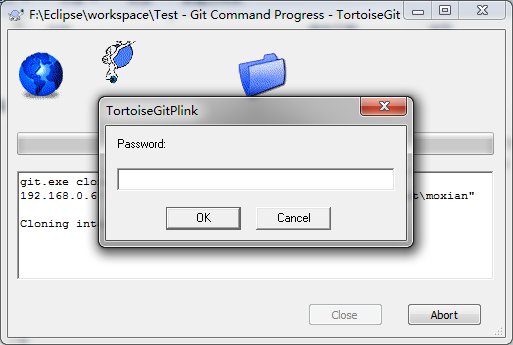 F:\Eclipse\workspace\Test - Git Command Progress - TortoiseGit
TortoiseGitPlink
Password:
git.exe clo
192.168.0.6 t\moxian"
OK Cancel
Cloning int
Close Abort